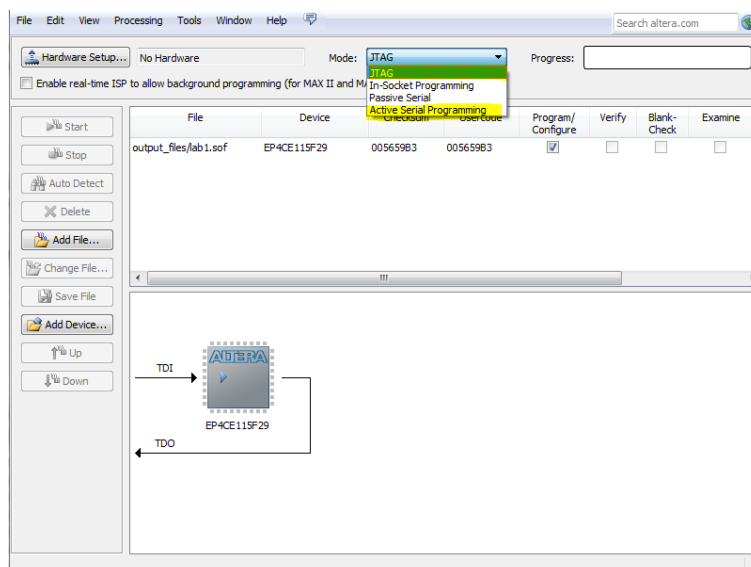 File Edit View Processing Tools Window Help
Search altera.com
Hardware Setup... No Hardware Mode: JTAG Progress:
JTAG
In-Socket Programming
Passive Serial
Active Serial Programming
Enable real-time ISP to allow background programming (for MAX II and
Start
Stop
Auto Detect
Delete
Add File...
Change File...
Save File
Add Device...
Up
Down
File Device Checksum Usercode Program/ Verify Blank- Examine
Configure Check
output_files/lab1.sof EP4CE115F29 005659B3 005659B3
TDI
ALTERA
EP4CE115F29
TDO